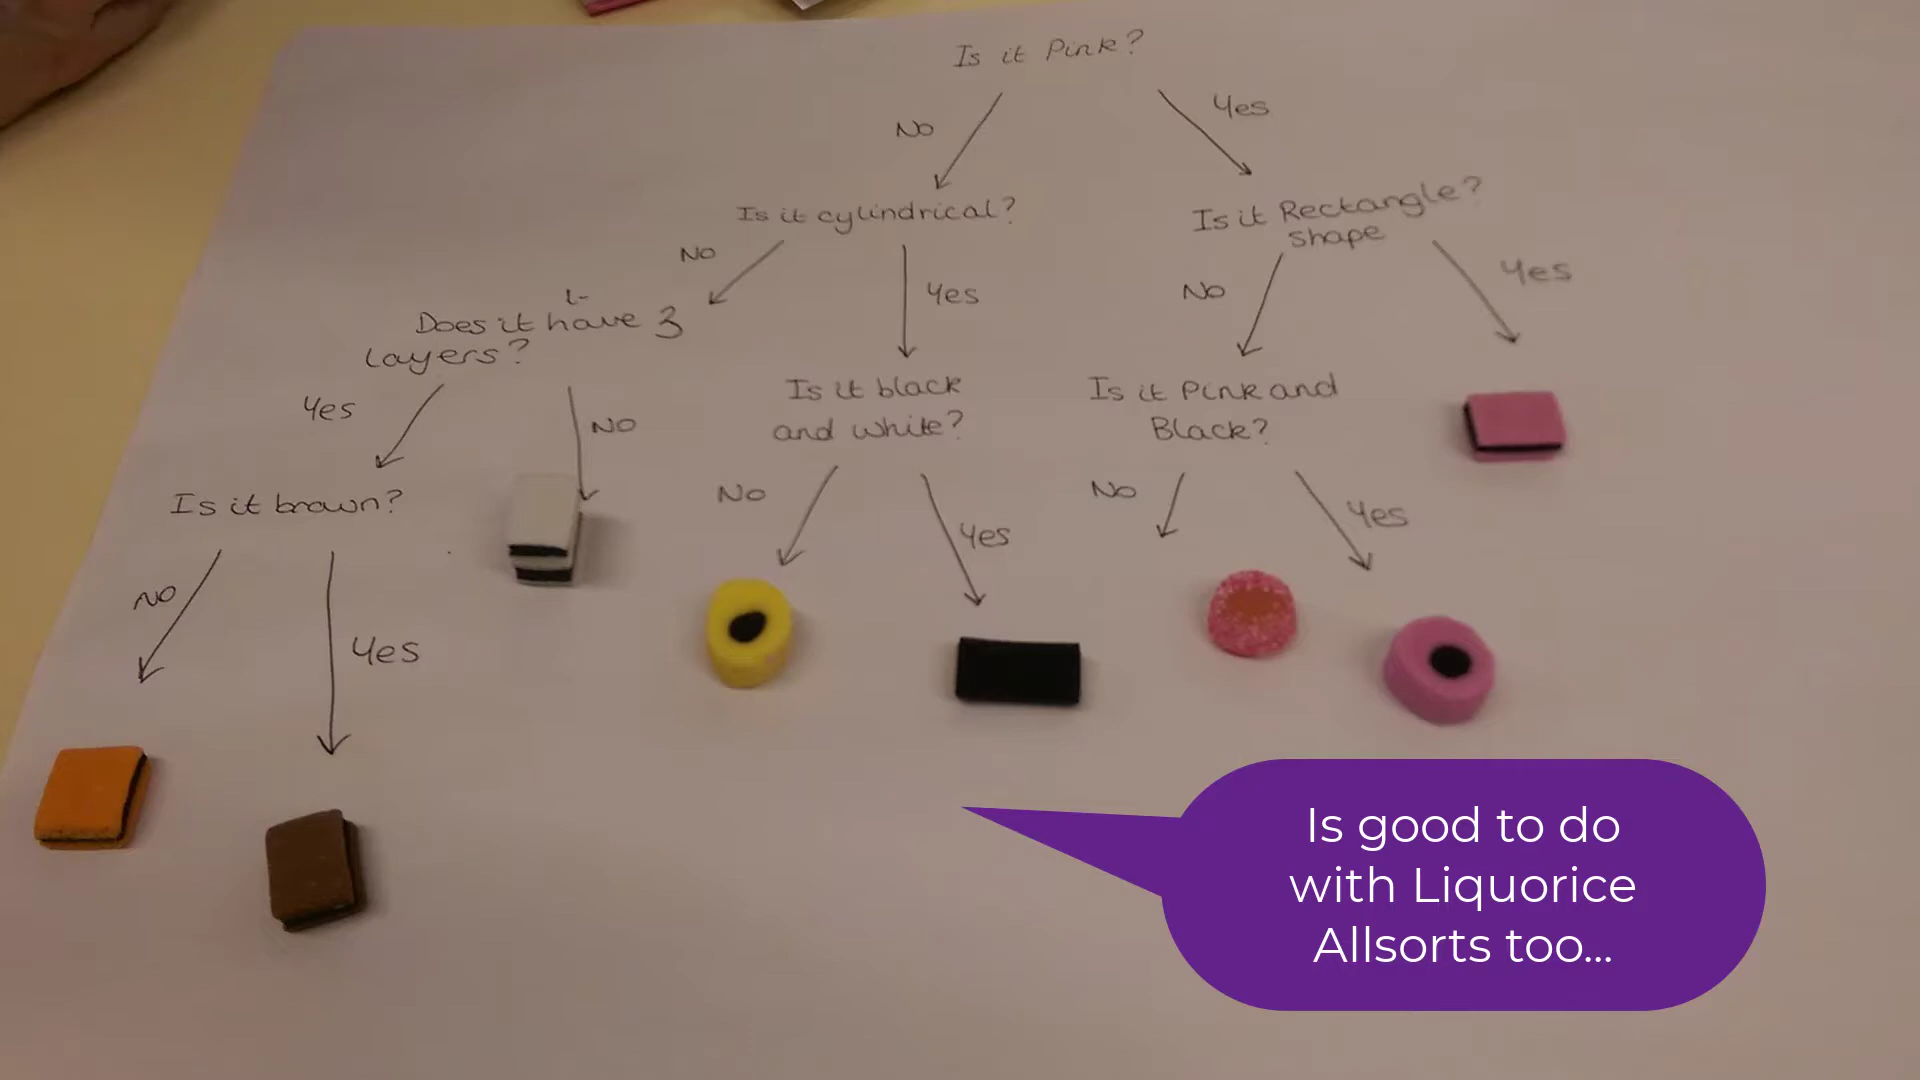 Is it Pink?
No
Yes
Is it cylindrical?
Is it Rectangle?
shape
No
Yes
No
Yes
Does it have 3
layers?
Is it black
and white?
Is it Pink and
Black?
Yes
No
No
Yes
No
Yes
Is it brown?
No
Yes
Is good to do
with Liquorice
Allsorts too...